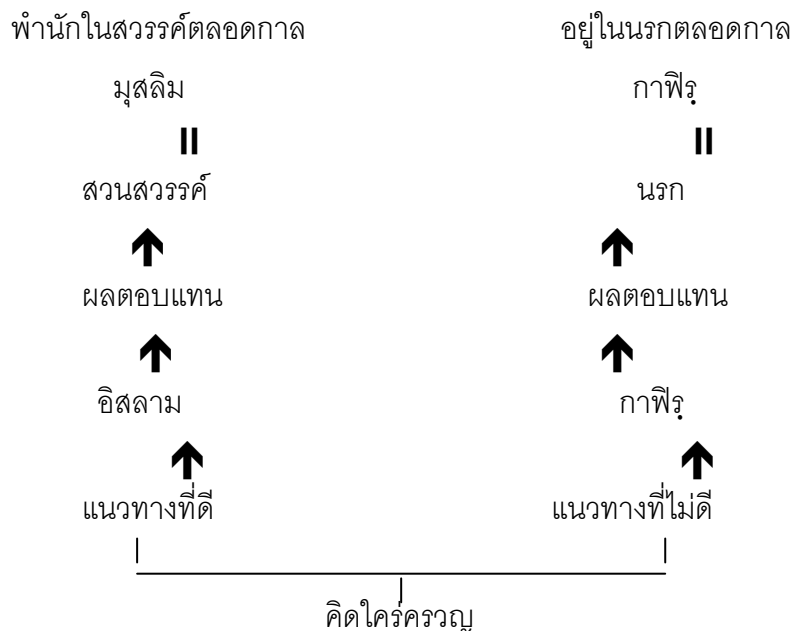 พำนักในสวรรค์ตลอดกาล อยู่ในนรกตลอดกาล
มุสลิม กาฟิรฺ
สวนสวรรค์ นรก
ผลตอบแทน ผลตอบแทน
อิสลาม กาฟิรฺ
แนวทางที่ดี แนวทางที่ไม่ดี
คิดใคร่ครวญ